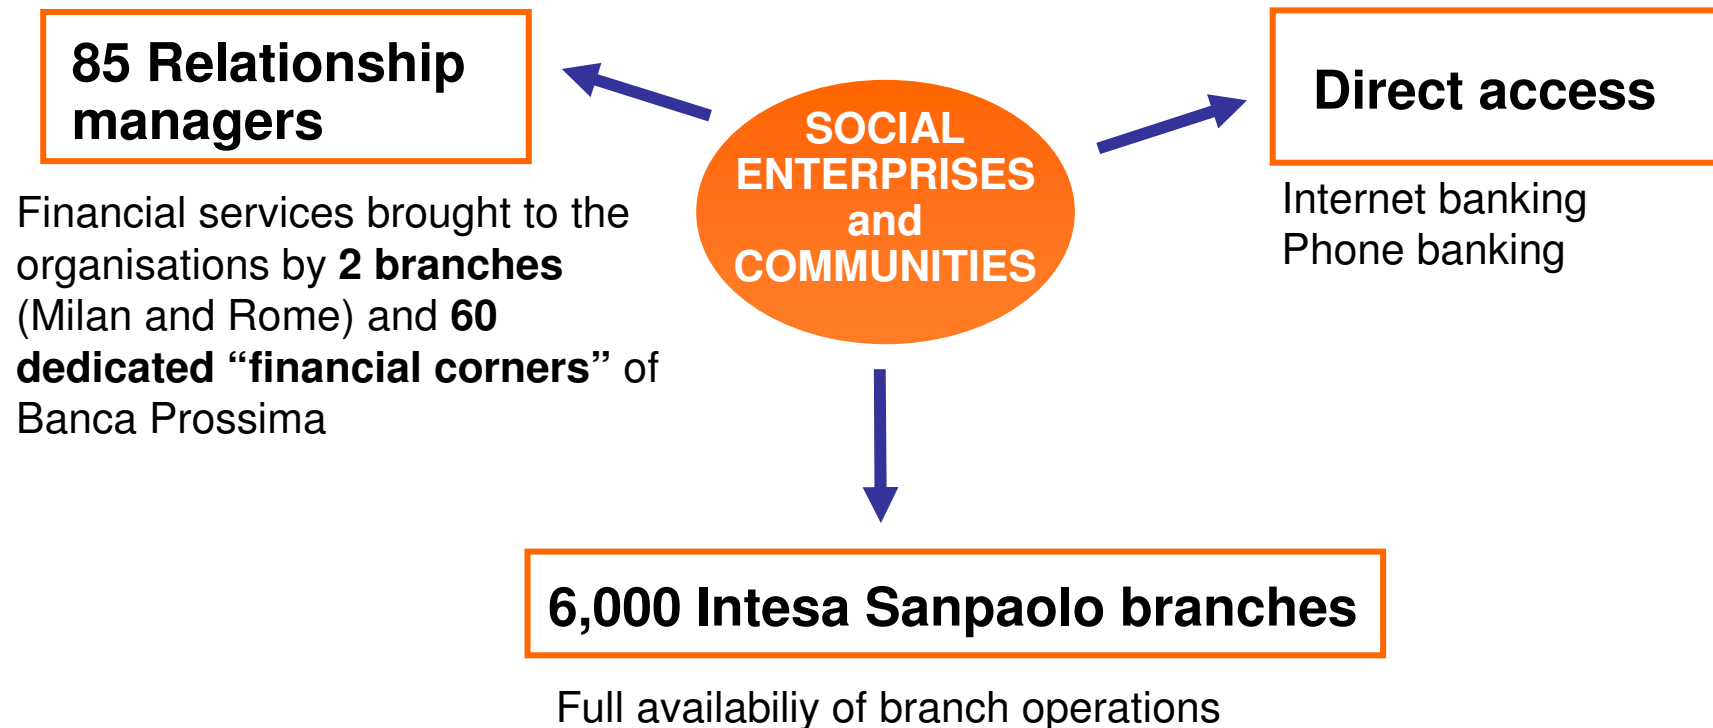 85 Relationship
managers
Financial services brought to the
organisations by 2 branches
(Milan and Rome) and 60
dedicated “financial corners” of
Banca Prossima
SOCIAL
ENTERPRISES
and
COMMUNITIES
Direct access
Internet banking
Phone banking
6,000 Intesa Sanpaolo branches
Full availabiliy of branch operations